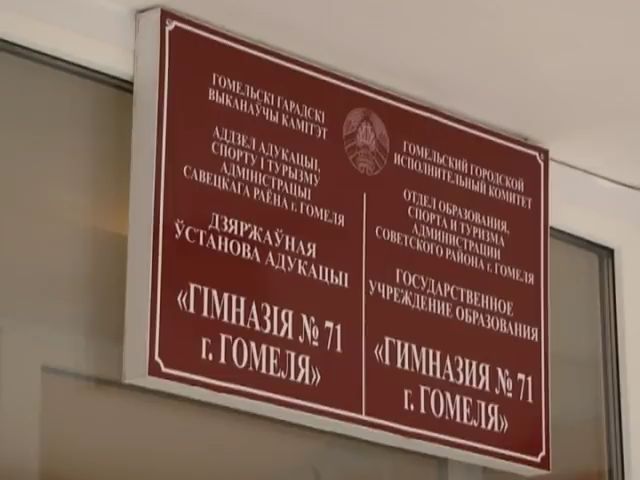 ГОМЕЛЬСКІ ГАРАДСКІ
ВЫКАНАЎЧЫ КАМІТЭТ
АДДЗЕЛ АДУКАЦЫІ,
СПОРТУ І ТУРЫЗМУ
АДМІНІСТРАЦЫІ
САВЕЦКАГА РАЁНА г. ГОМЕЛЯ
ДЗЯРЖАЎНАЯ
ЎСТАНОВА АДУКАЦЫІ
«ГІМНАЗІЯ № 71
г. ГОМЕЛЯ»
ГОМЕЛЬСКИЙ ГОРОДСКОЙ
ИСПОЛНИТЕЛЬНЫЙ КОМИТЕТ
ОТДЕЛ ОБРАЗОВАНИЯ,
СПОРТА И ТУРИЗМА
АДМИНИСТРАЦИИ
СОВЕТСКОГО РАЙОНА г. ГОМЕЛЯ
ГОСУДАРСТВЕННОЕ
УЧРЕЖДЕНИЕ ОБРАЗОВАНИЯ
«ГИМНАЗИЯ № 71
г. ГОМЕЛЯ»